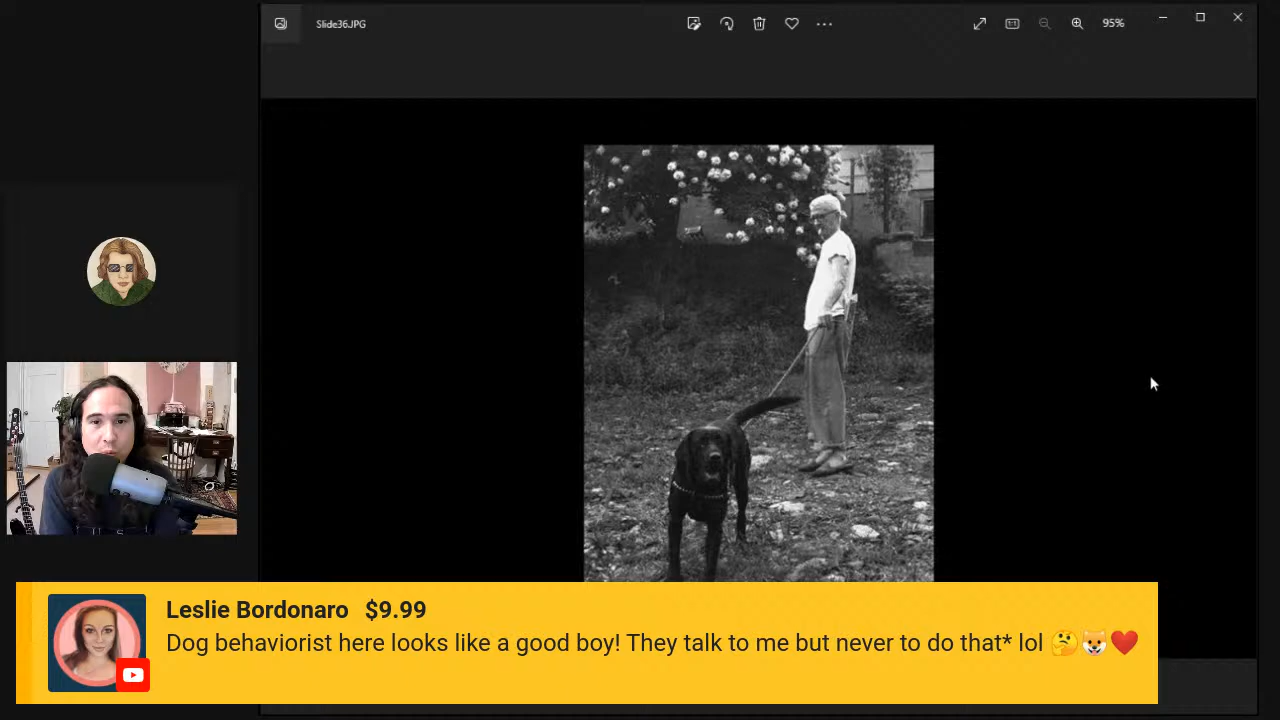 Slide36.JPG
95%
Leslie Bordonaro $9.99
Dog behaviorist here looks like a good boy! They talk to me but never to do that* lol 🤔😺❤️